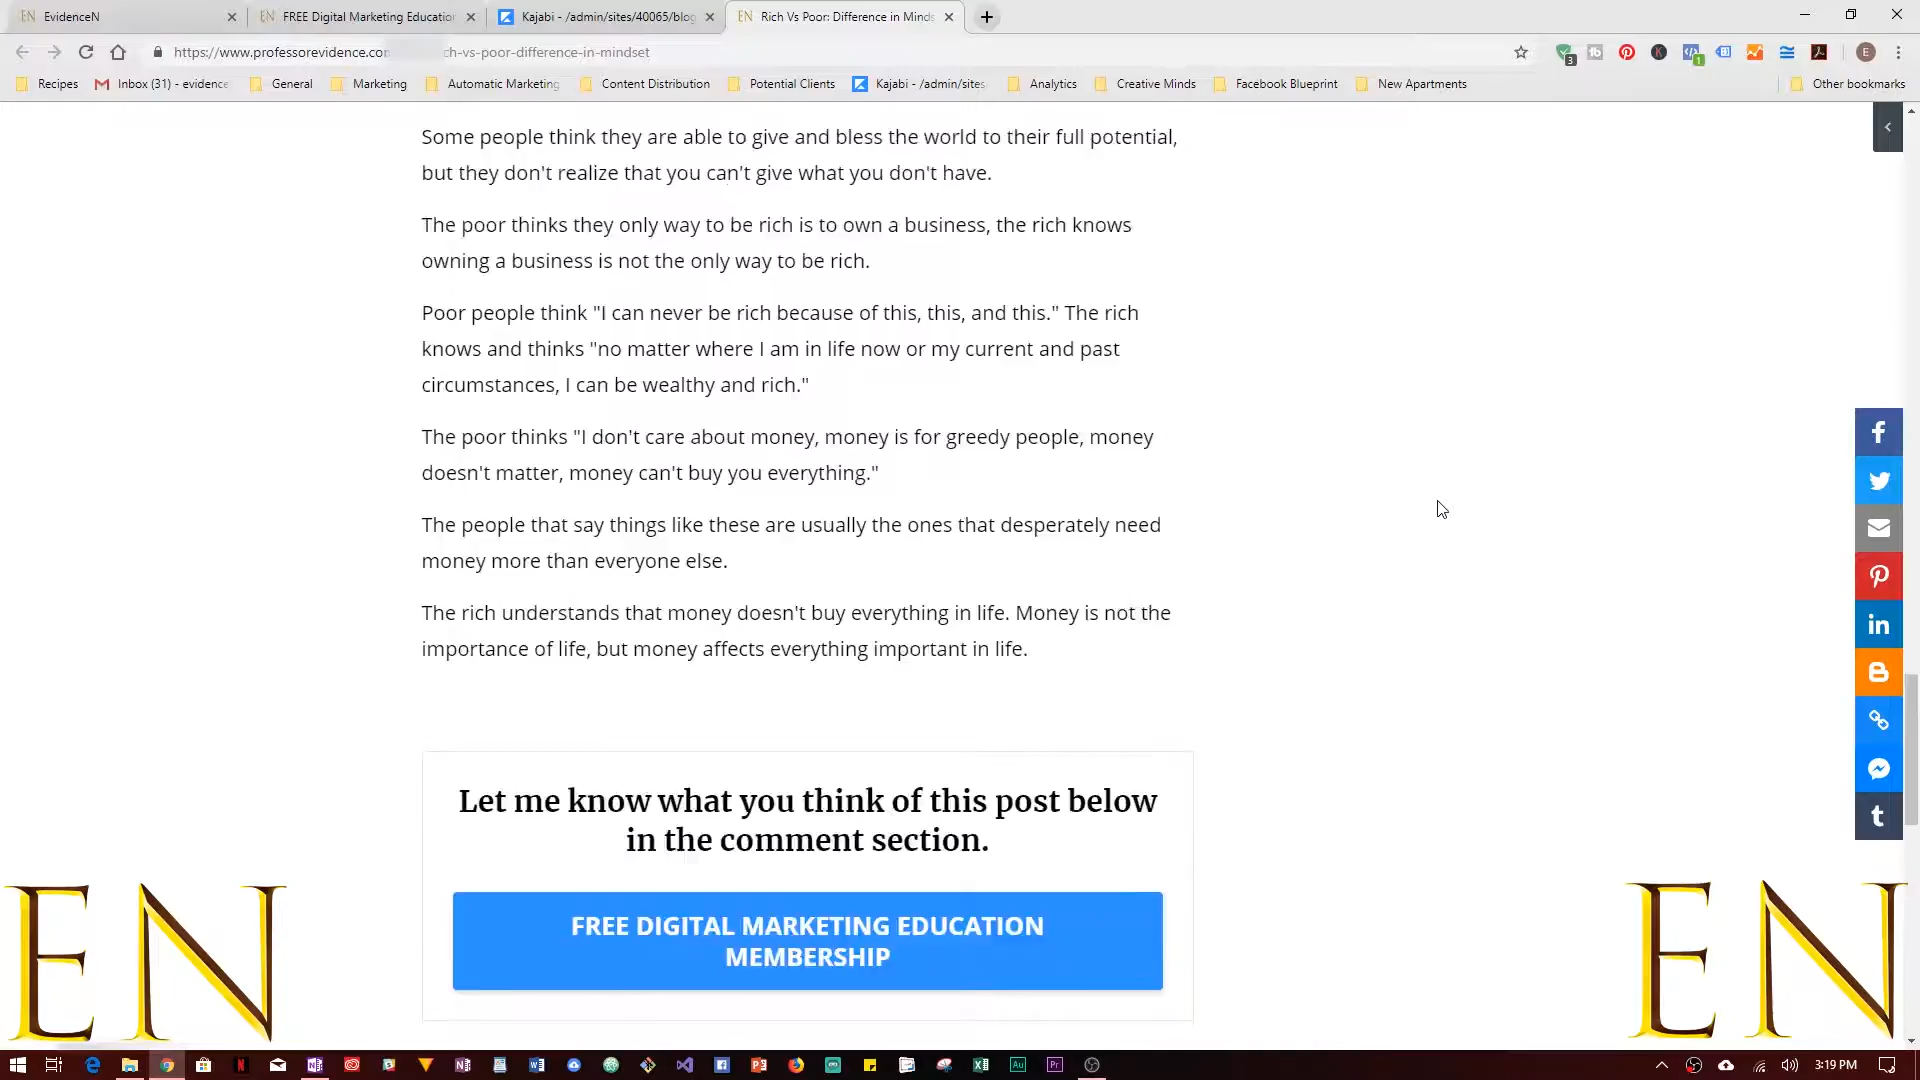 EvidenceN
FREE Digital Marketing Education
Kajabi - /admin/sites/40065/blog
Rich Vs Poor: Difference in Minds
https://www.professorevidence.con ch-vs-poor-difference-in-mindset
3
1
E
Recipes
Inbox (31) - evidence
General
Marketing
Automatic Marketing
Content Distribution
Potential Clients
Kajabi - /admin/sites
Analytics
Creative Minds
Facebook Blueprint
New Apartments
Other bookmarks
Some people think they are able to give and bless the world to their full potential,
but they don't realize that you can't give what you don't have.
The poor thinks they only way to be rich is to own a business, the rich knows
owning a business is not the only way to be rich.
Poor people think "I can never be rich because of this, this, and this." The rich
knows and thinks "no matter where I am in life now or my current and past
circumstances, I can be wealthy and rich."
The poor thinks "I don't care about money, money is for greedy people, money
doesn't matter, money can't buy you everything."
The people that say things like these are usually the ones that desperately need
money more than everyone else.
The rich understands that money doesn't buy everything in life. Money is not the
importance of life, but money affects everything important in life.
Let me know what you think of this post below
in the comment section.
FREE DIGITAL MARKETING EDUCATION
MEMBERSHIP
EN
EN
3:19 PM